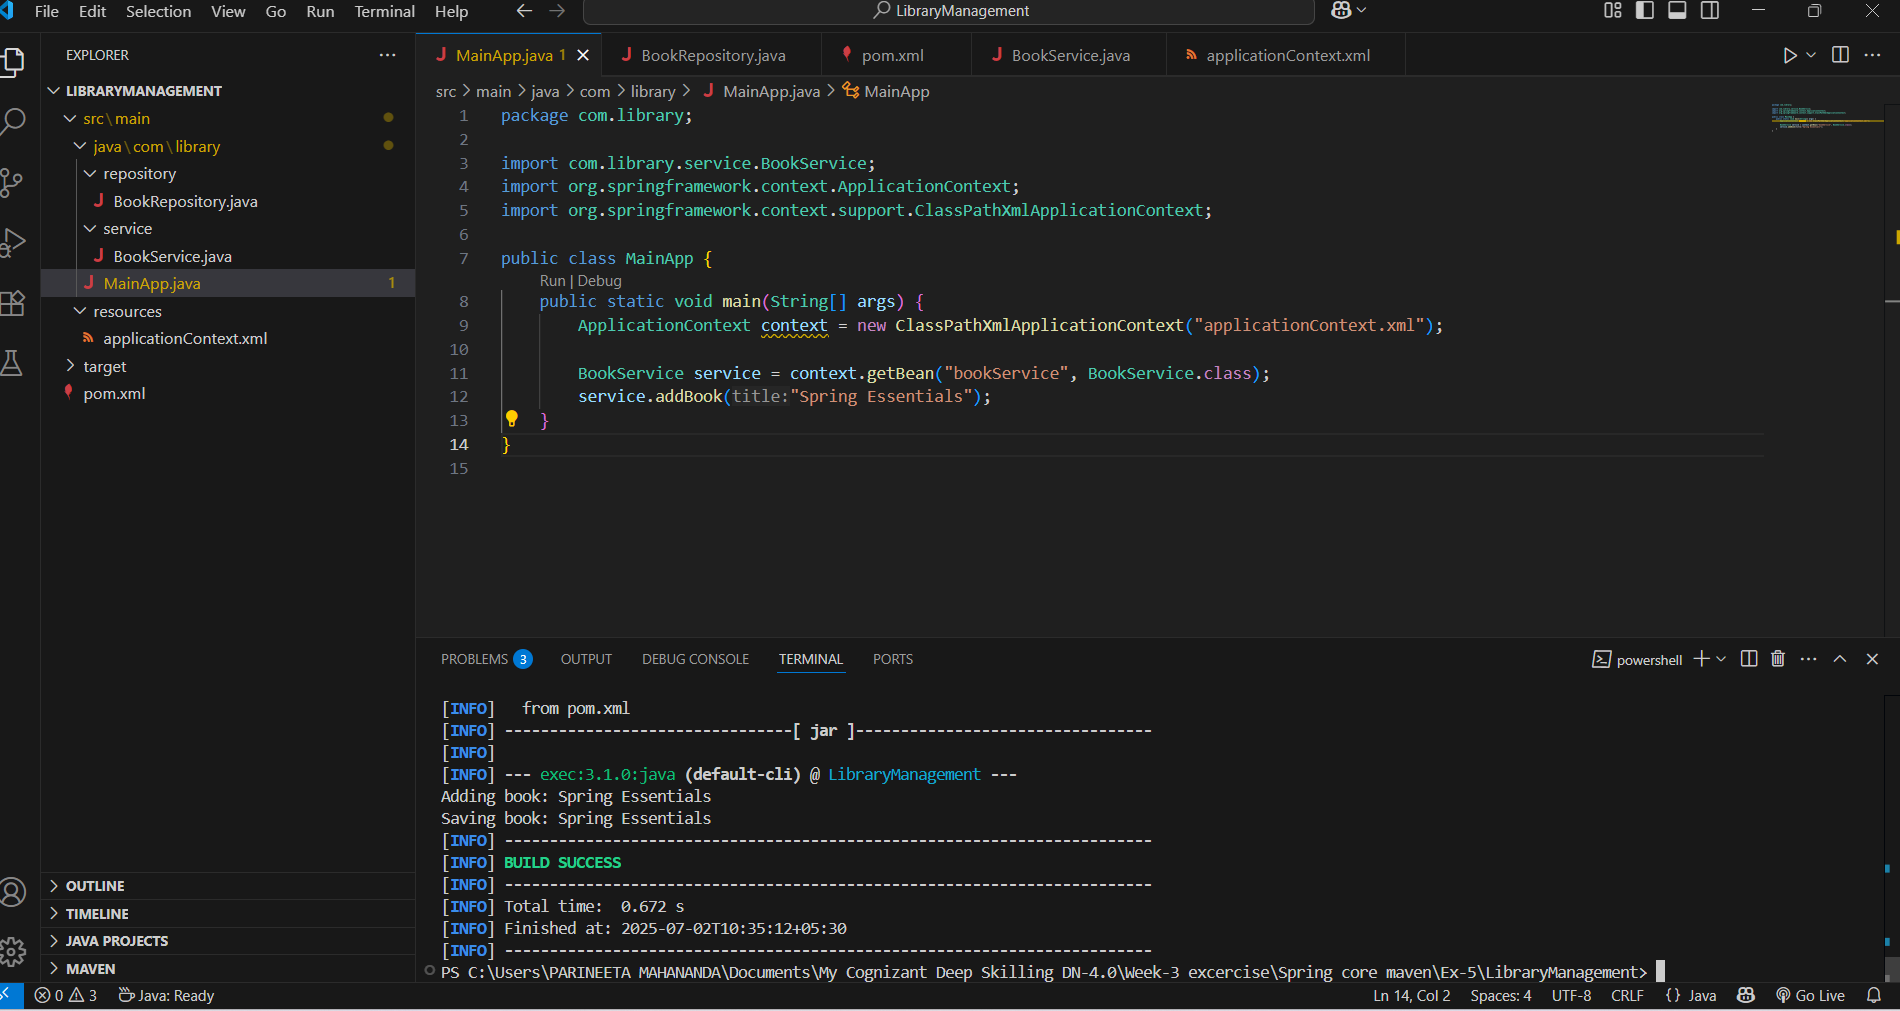 File Edit Selection View Go Run Terminal Help
LibraryManagement
EXPLORER
MainApp.java 1
BookRepository.java
pom.xml
BookService.java
applicationContext.xml
LIBRARYMANAGEMENT
src\main
java\com\library
repository
BookRepository.java
service
BookService.java
MainApp.java 1
resources
applicationContext.xml
target
pom.xml
OUTLINE
TIMELINE
JAVA PROJECTS
MAVEN
src > main > java > com > library > MainApp.java > MainApp
1 package com.library;
2
3 import com.library.service.BookService;
4 import org.springframework.context.ApplicationContext;
5 import org.springframework.context.support.ClassPathXmlApplicationContext;
6
7 public class MainApp {
Run | Debug
8 public static void main(String[] args) {
9 ApplicationContext context = new ClassPathXmlApplicationContext("applicationContext.xml");
10
11 BookService service = context.getBean("bookService", BookService.class);
12 service.addBook(title:"Spring Essentials");
13 }
14 }
15
PROBLEMS 3 OUTPUT DEBUG CONSOLE TERMINAL PORTS
powershell
[INFO]   from pom.xml
[INFO] --------------------------------[ jar ]---------------------------------
[INFO]
[INFO] --- exec:3.1.0:java (default-cli) @ LibraryManagement ---
Adding book: Spring Essentials
Saving book: Spring Essentials
[INFO] ------------------------------------------------------------------------
[INFO] BUILD SUCCESS
[INFO] ------------------------------------------------------------------------
[INFO] Total time:  0.672 s
[INFO] Finished at: 2025-07-02T10:35:12+05:30
[INFO] ------------------------------------------------------------------------
PS C:\Users\PARINEETA MAHANANDA\Documents\My Cognizant Deep Skilling DN-4.0\Week-3 excercise\Spring core maven\Ex-5\LibraryManagement>
0 3 Java: Ready
Ln 14, Col 2 Spaces: 4 UTF-8 CRLF {} Java Go Live